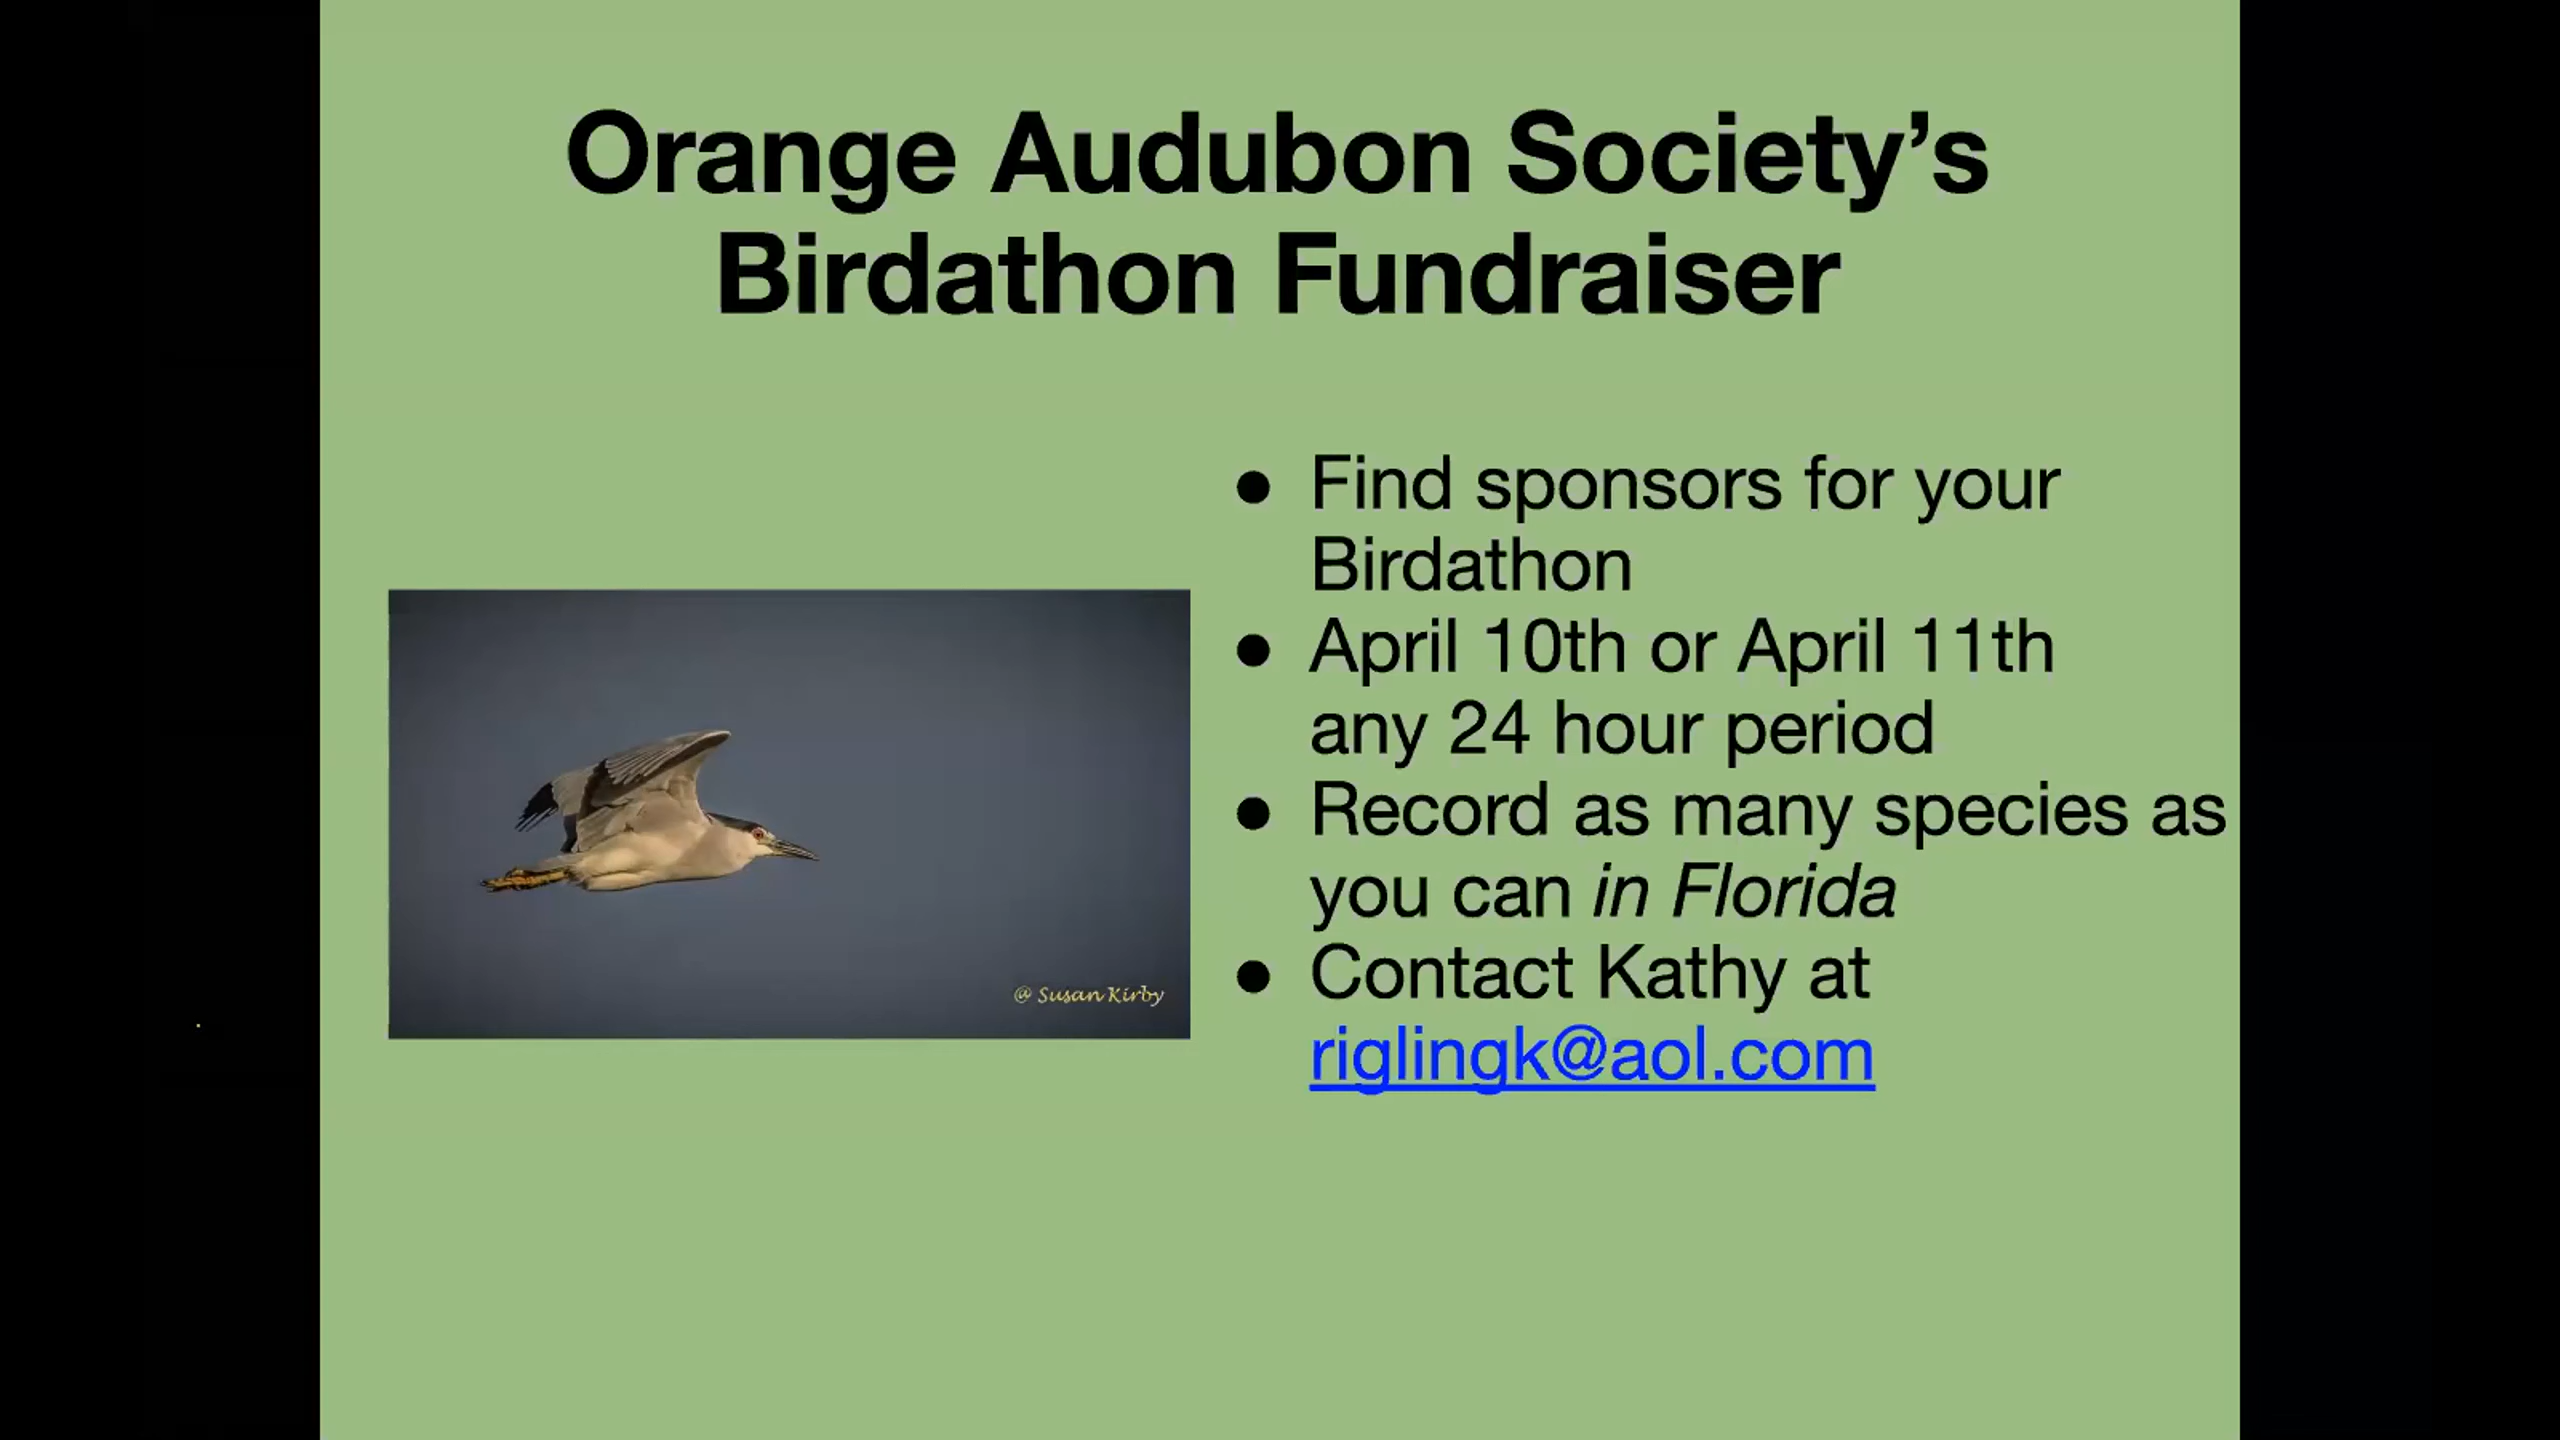 Orange Audubon Society’s
Birdathon Fundraiser
● Find sponsors for your
Birdathon
● April 10th or April 11th
any 24 hour period
● Record as many species as
you can in Florida
● Contact Kathy at
riglingk@aol.com
@ Susan Kirby